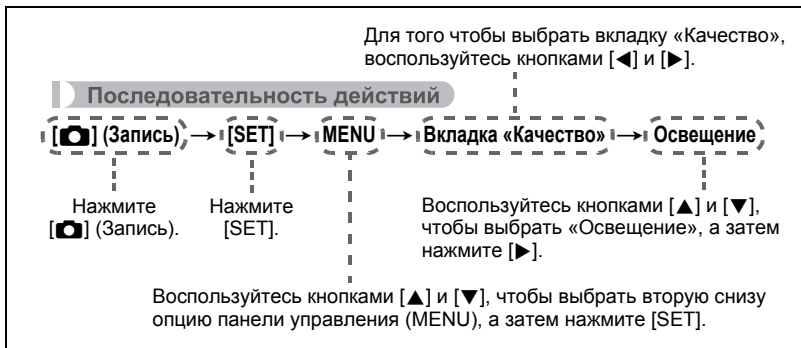 Для того чтобы выбрать вкладку «Качество»,
воспользуйтесь кнопками [◀] и [▶].
Последовательность действий
[📷] (Запись) → [SET] → MENU → Вкладка «Качество» → Освещение
Нажмите
[📷] (Запись).
Нажмите
[SET].
Воспользуйтесь кнопками [▲] и [▼],
чтобы выбрать «Освещение», а затем
нажмите [▶].
Воспользуйтесь кнопками [▲] и [▼], чтобы выбрать вторую снизу
опцию панели управления (MENU), а затем нажмите [SET].